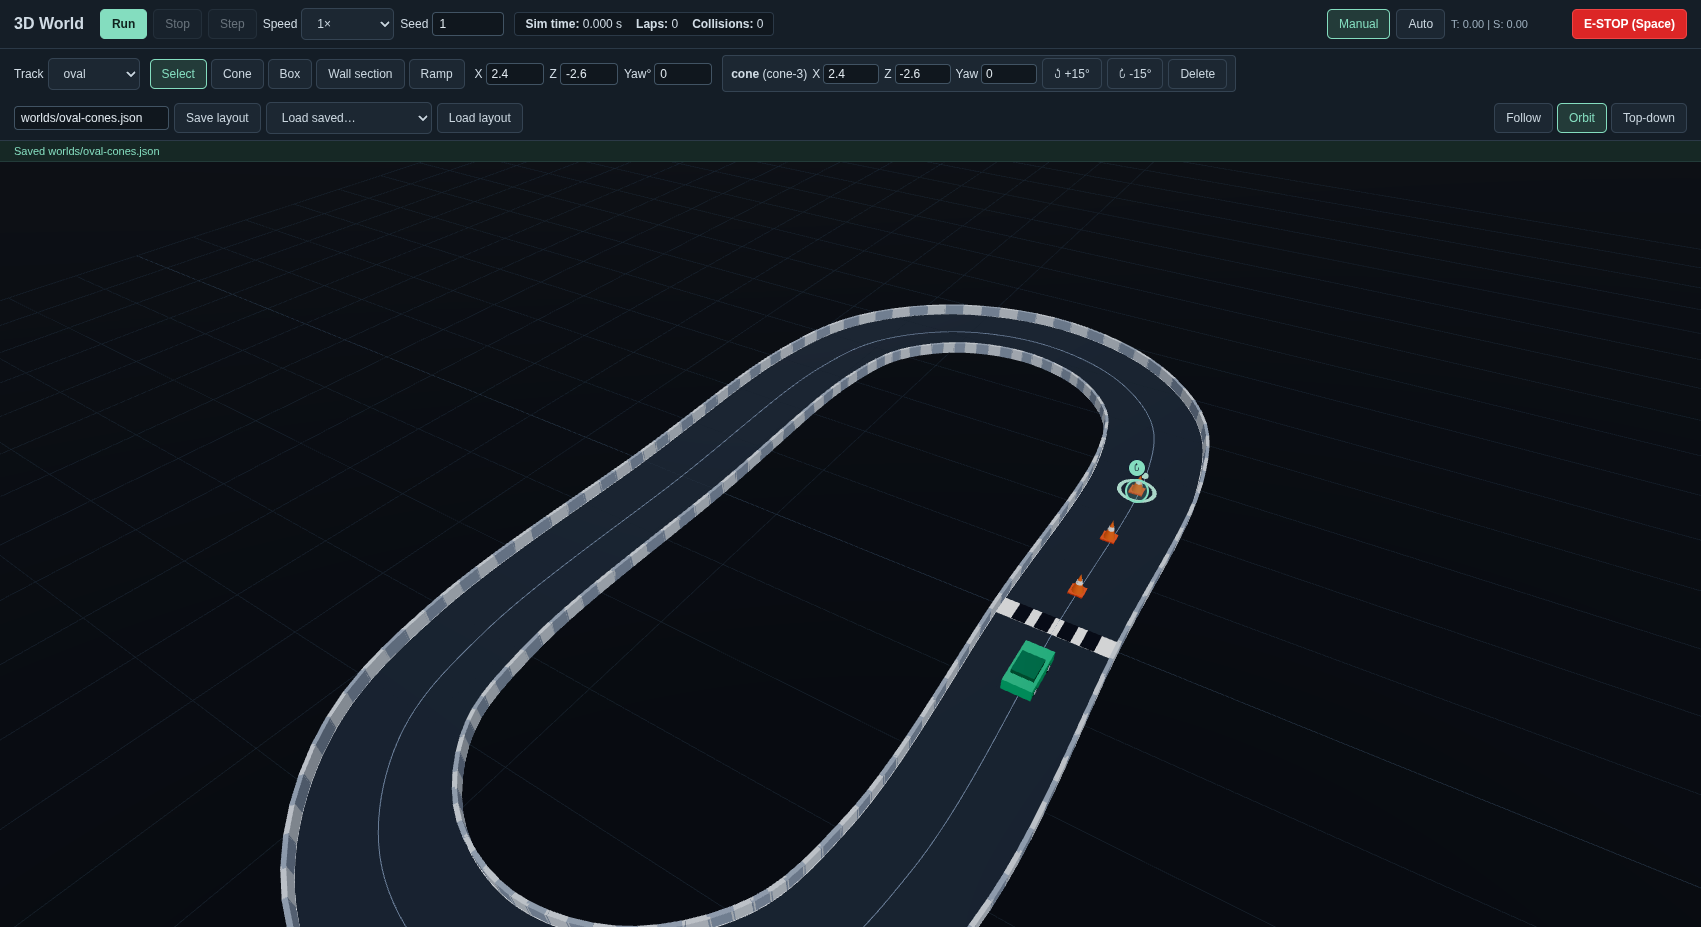 3D World Run Stop Step Speed 1× Seed 1 Sim time: 0.000 s Laps: 0 Collisions: 0 Manual Auto T: 0.00 | S: 0.00 E-STOP (Space)
Track oval Select Cone Box Wall section Ramp X 2.4 Z -2.6 Yaw° 0 cone (cone-3) X 2.4 Z -2.6 Yaw 0 ↻ +15° ↺ -15° Delete
worlds/oval-cones.json Save layout Load saved… Load layout Follow Orbit Top-down
Saved worlds/oval-cones.json